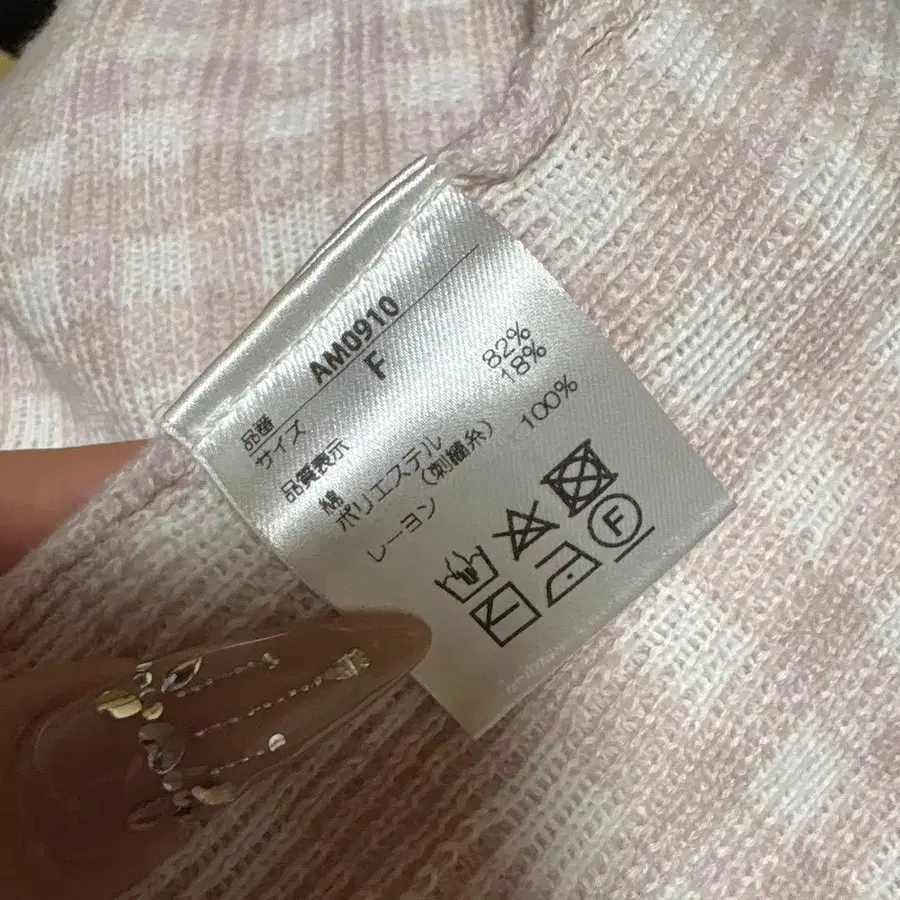 品番 AM0910
サイズ F
品質表示
綿 82%
ポリエステル 18%
(刺繍糸)
レーヨン 100%
F